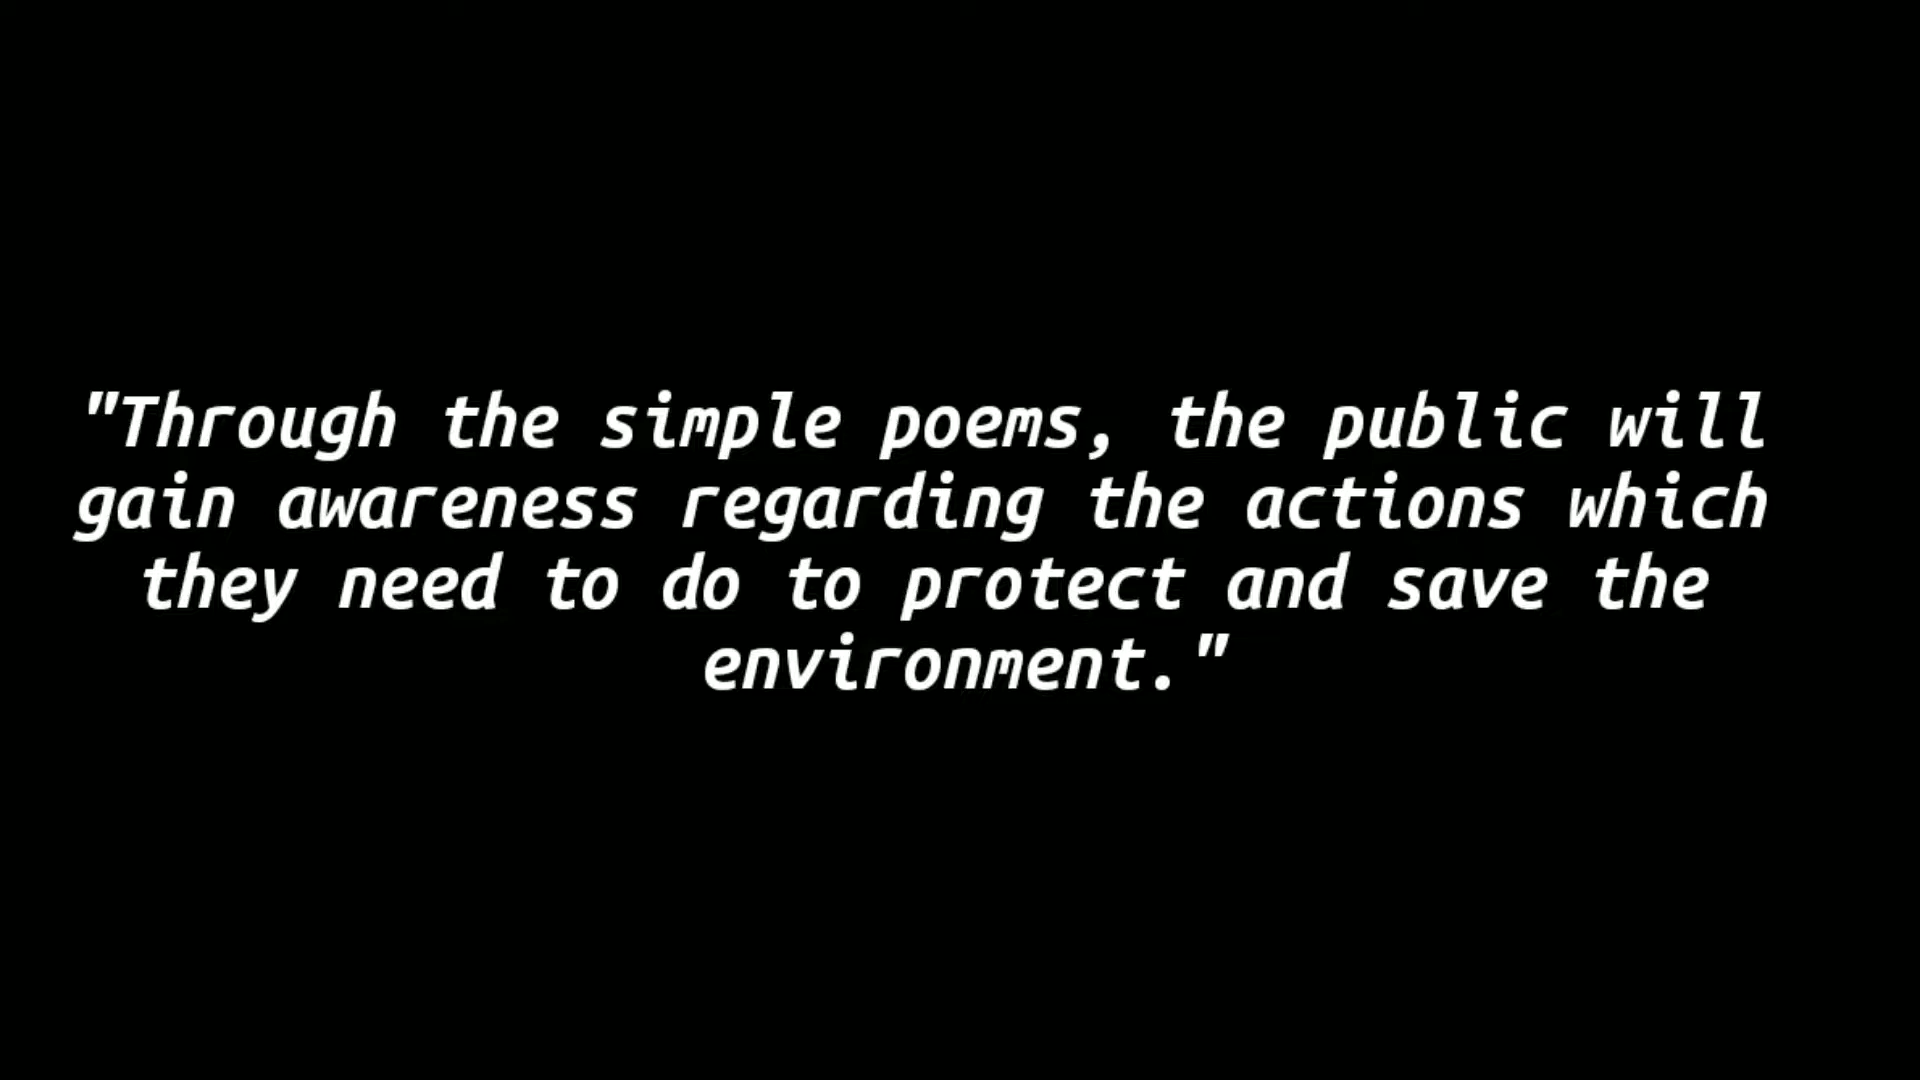 "Through the simple poems, the public will
gain awareness regarding the actions which
they need to do to protect and save the
environment."